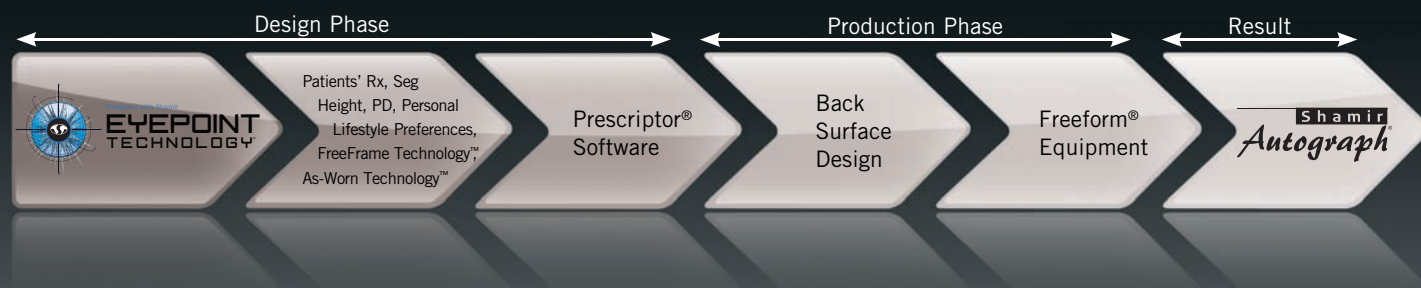 Design Phase
Production Phase
Result
EYEPOINT
TECHNOLOGY
Patients' Rx, Seg
Height, PD, Personal
Lifestyle Preferences,
FreeFrame Technology™,
As-Worn Technology™
Prescriptor®
Software
Back
Surface
Design
Freeform®
Equipment
Shamir
Autograph®